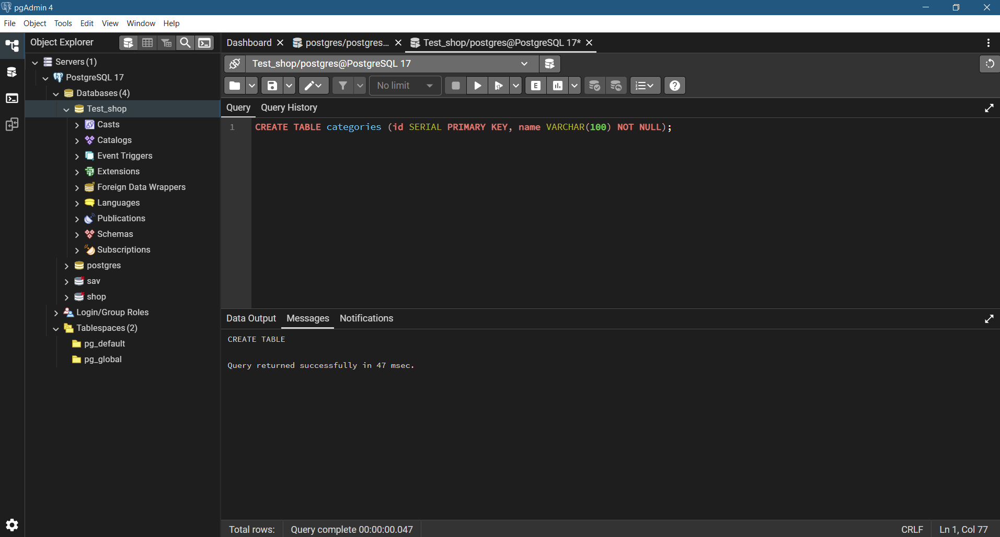 pgAdmin 4
File Object Tools Edit View Window Help
Object Explorer
Servers (1)
PostgreSQL 17
Databases (4)
Test_shop
Casts
Catalogs
Event Triggers
Extensions
Foreign Data Wrappers
Languages
Publications
Schemas
Subscriptions
postgres
sav
shop
Login/Group Roles
Tablespaces (2)
pg_default
pg_global
Dashboard postgres/postgres... Test_shop/postgres@PostgreSQL 17*
Test_shop/postgres@PostgreSQL 17
No limit E
Query Query History
1 CREATE TABLE categories (id SERIAL PRIMARY KEY, name VARCHAR(100) NOT NULL);
Data Output Messages Notifications
CREATE TABLE
Query returned successfully in 47 msec.
Total rows: Query complete 00:00:00.047 CRLF Ln 1, Col 77